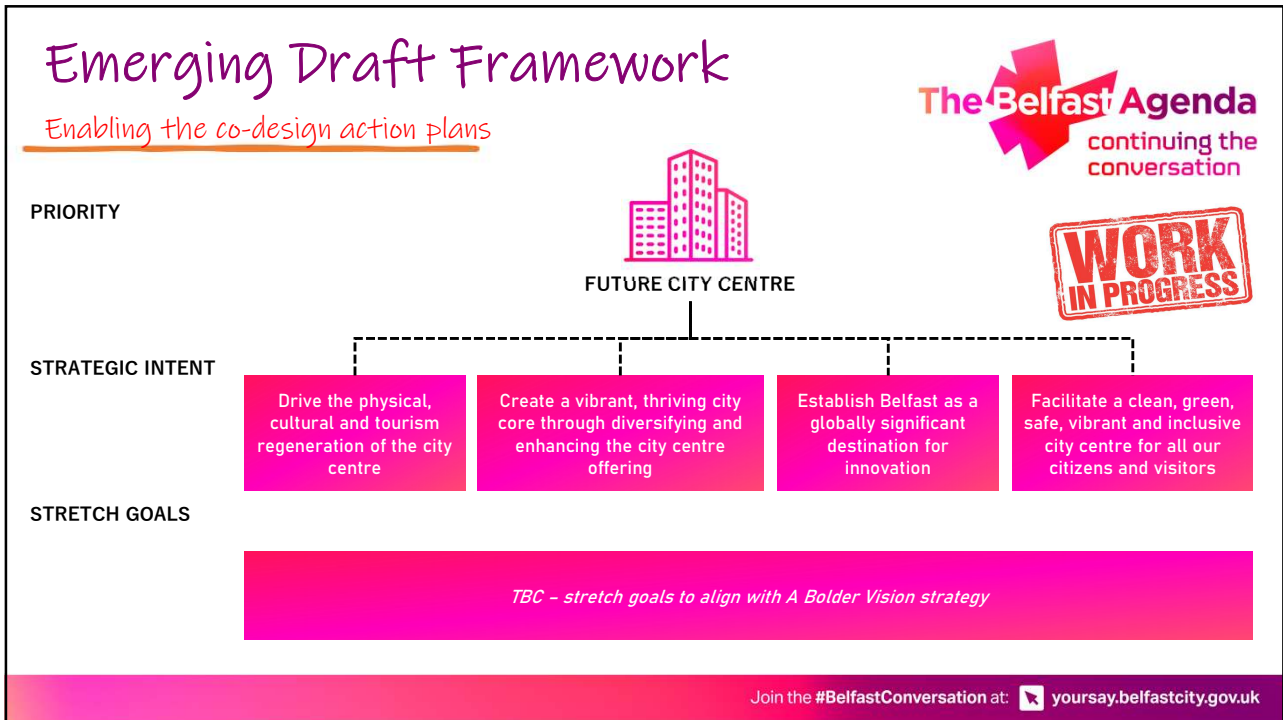 Emerging Draft Framework
Enabling the co-design action plans
The Belfast Agenda
continuing the
conversation
PRIORITY
WORK
IN PROGRESS
FUTURE CITY CENTRE
STRATEGIC INTENT
Drive the physical,
cultural and tourism
regeneration of the city
centre
Create a vibrant, thriving city
core through diversifying and
enhancing the city centre
offering
Establish Belfast as a
globally significant
destination for
innovation
Facilitate a clean, green,
safe, vibrant and inclusive
city centre for all our
citizens and visitors
STRETCH GOALS
TBC – stretch goals to align with A Bolder Vision strategy
Join the #BelfastConversation at: yoursay.belfastcity.gov.uk